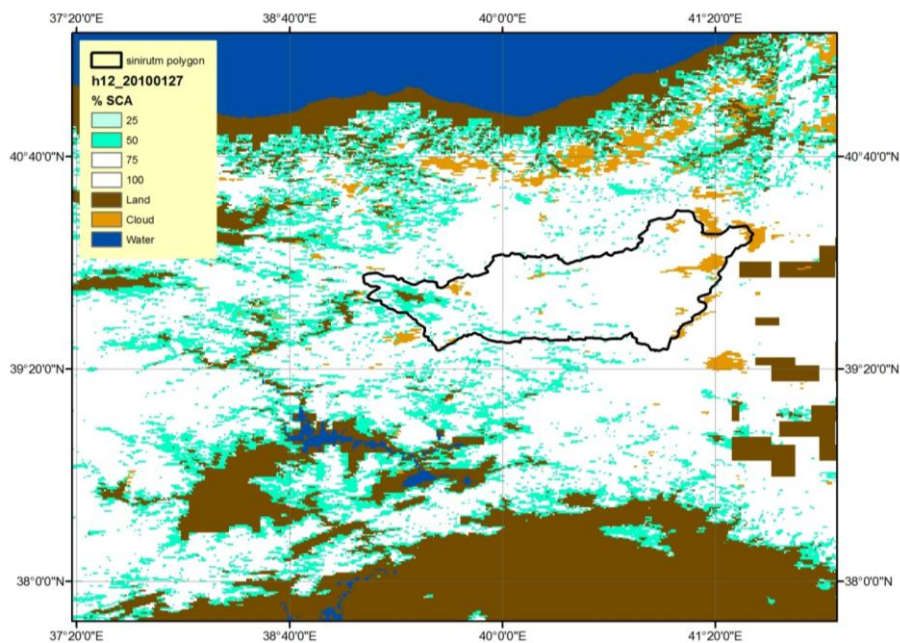 37°20'0"E 38°40'0"E 40°0'0"E 41°20'0"E
sinirutm polygon
h12_20100127
% SCA
25
50
75
100
Land
Cloud
Water
40°40'0"N 40°40'0"N
39°20'0"N 39°20'0"N
38°0'0"N 38°0'0"N
37°20'0"E 38°40'0"E 40°0'0"E 41°20'0"E